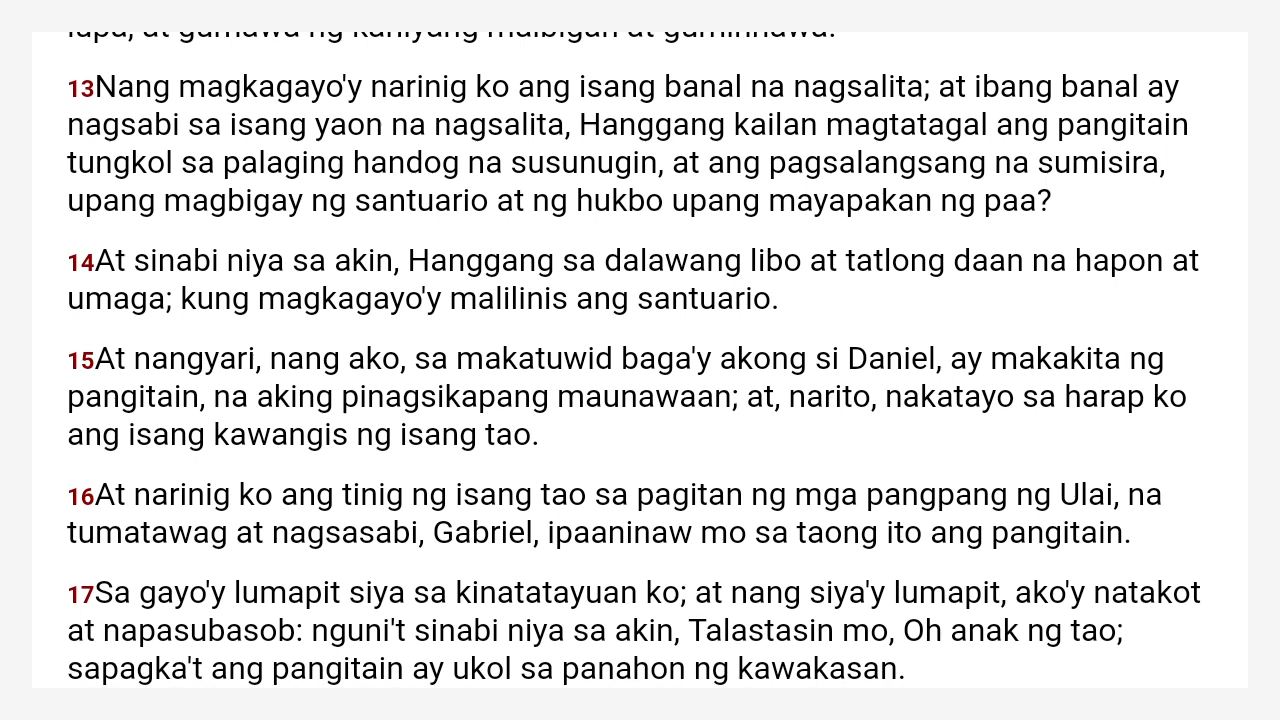 lupa, at gumawa ng kaniyang maibigan at guminhawa.
13Nang magkagayo'y narinig ko ang isang banal na nagsalita; at ibang banal ay
nagsabi sa isang yaon na nagsalita, Hanggang kailan magtatagal ang pangitain
tungkol sa palaging handog na susunugin, at ang pagsalangsang na sumisira,
upang magbigay ng santuario at ng hukbo upang mayapakan ng paa?
14At sinabi niya sa akin, Hanggang sa dalawang libo at tatlong daan na hapon at
umaga; kung magkagayo'y malilinis ang santuario.
15At nangyari, nang ako, sa makatuwid baga'y akong si Daniel, ay makakita ng
pangitain, na aking pinagsikapang maunawaan; at, narito, nakatayo sa harap ko
ang isang kawangis ng isang tao.
16At narinig ko ang tinig ng isang tao sa pagitan ng mga pangpang ng Ulai, na
tumatawag at nagsasabi, Gabriel, ipaaninaw mo sa taong ito ang pangitain.
17Sa gayo'y lumapit siya sa kinatatayuan ko; at nang siya'y lumapit, ako'y natakot
at napasubasob: nguni't sinabi niya sa akin, Talastasin mo, Oh anak ng tao;
sapagka't ang pangitain ay ukol sa panahon ng kawakasan.